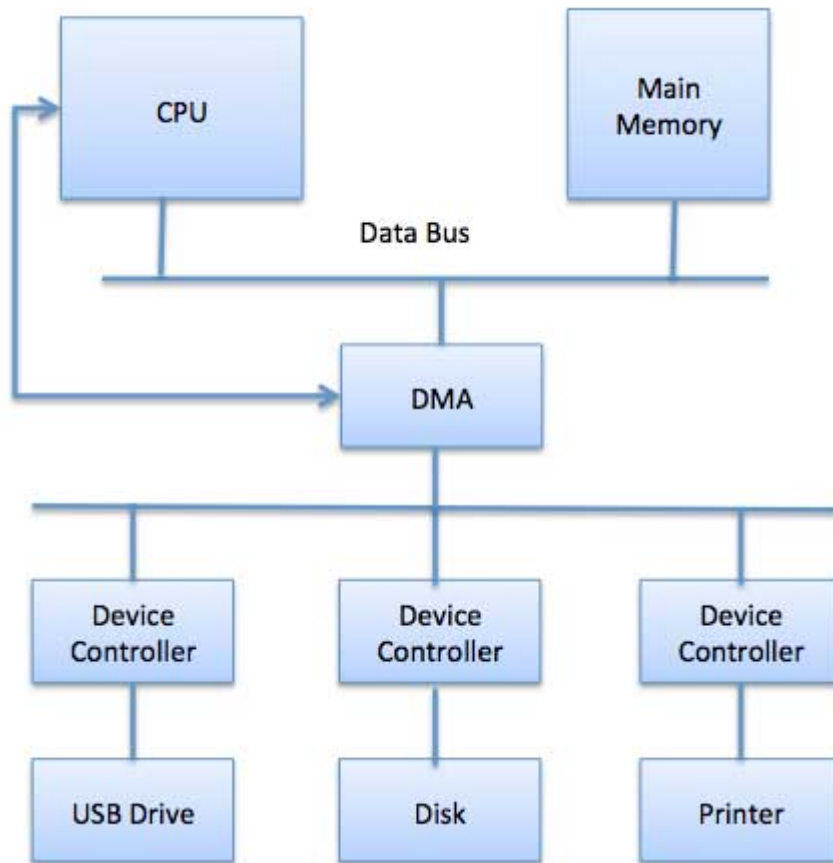 CPU
Main
Memory
Data Bus
DMA
Device
Controller
Device
Controller
Device
Controller
USB Drive
Disk
Printer